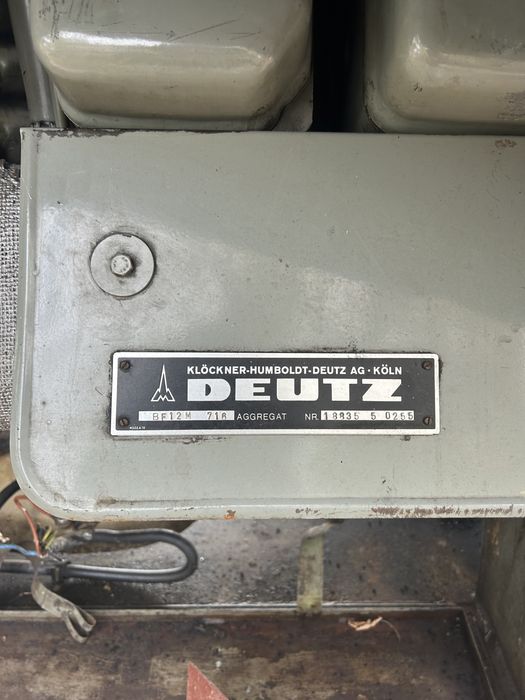 KLÖCKNER-HUMBOLDT-DEUTZ AG · KÖLN
DEUTZ
BF12M 716 AGGREGAT NR. 18835 5 0255